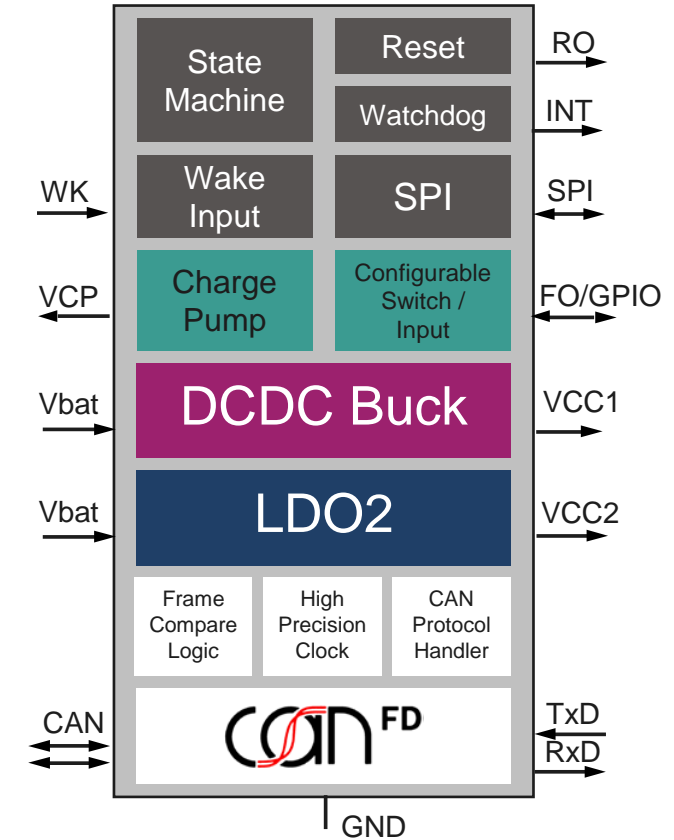 State
Machine
Reset
RO
Watchdog
INT
WK
Wake
Input
SPI
SPI
VCP
Charge
Pump
Configurable
Switch /
Input
FO/GPIO
Vbat
DCDC Buck
VCC1
Vbat
LDO2
VCC2
Frame
Compare
Logic
High
Precision
Clock
CAN
Protocol
Handler
CAN
CAN FD
TxD
RxD
GND